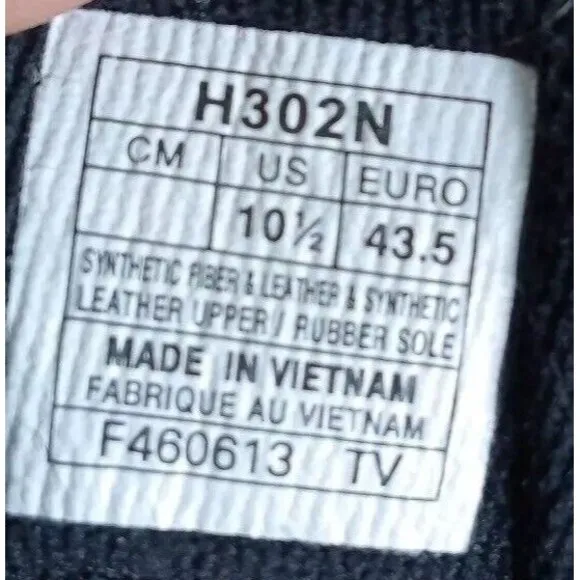 H302N
CM US EURO
10½ 43.5
SYNTHETIC FIBER & LEATHER & SYNTHETIC
LEATHER UPPER / RUBBER SOLE
MADE IN VIETNAM
FABRIQUE AU VIETNAM
F460613 TV